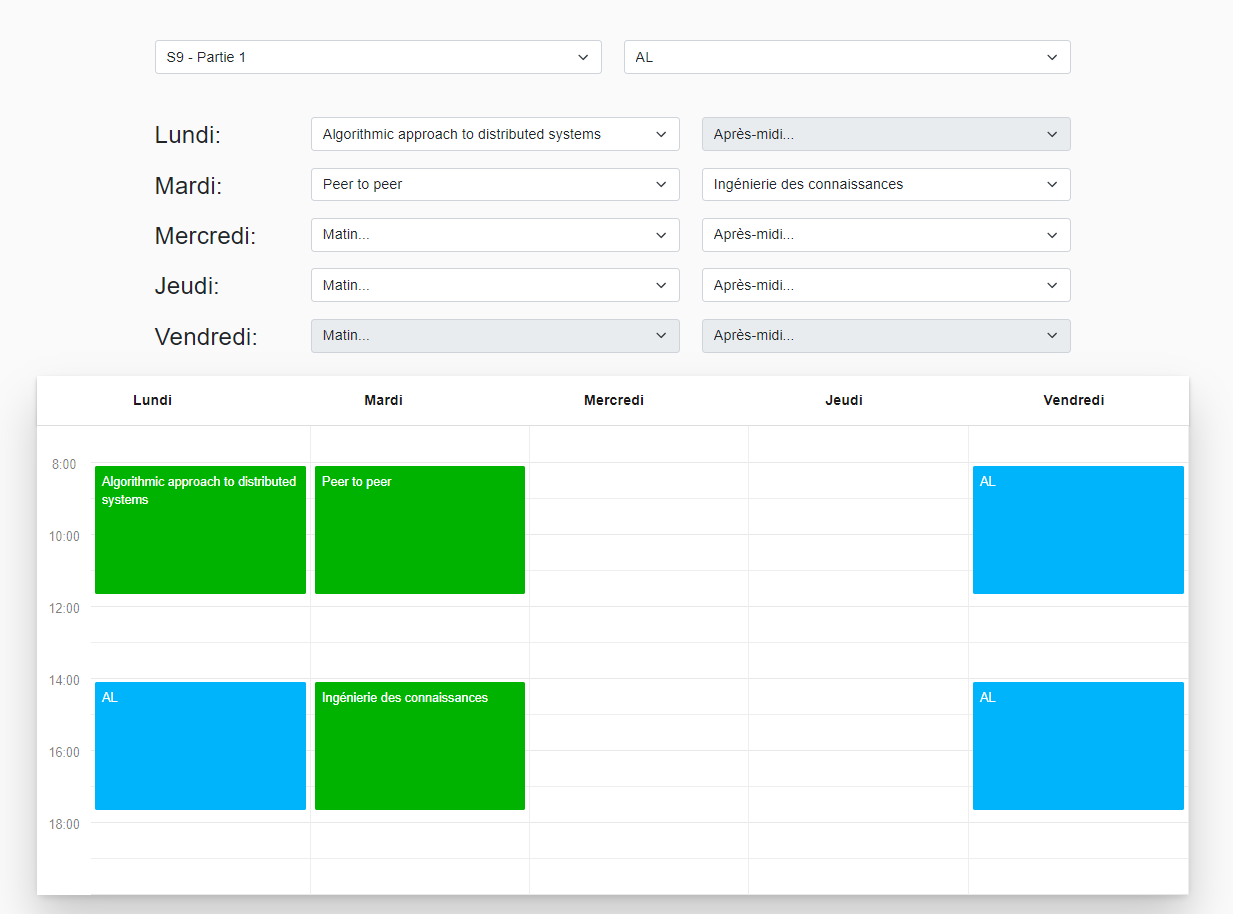 S9 - Partie 1
AL
Lundi:
Algorithmic approach to distributed systems
Après-midi...
Mardi:
Peer to peer
Ingénierie des connaissances
Mercredi:
Matin...
Après-midi...
Jeudi:
Matin...
Après-midi...
Vendredi:
Matin...
Après-midi...
Lundi
Mardi
Mercredi
Jeudi
Vendredi
8:00
Algorithmic approach to distributed
systems
Peer to peer
AL
10:00
12:00
14:00
AL
Ingénierie des connaissances
AL
16:00
18:00